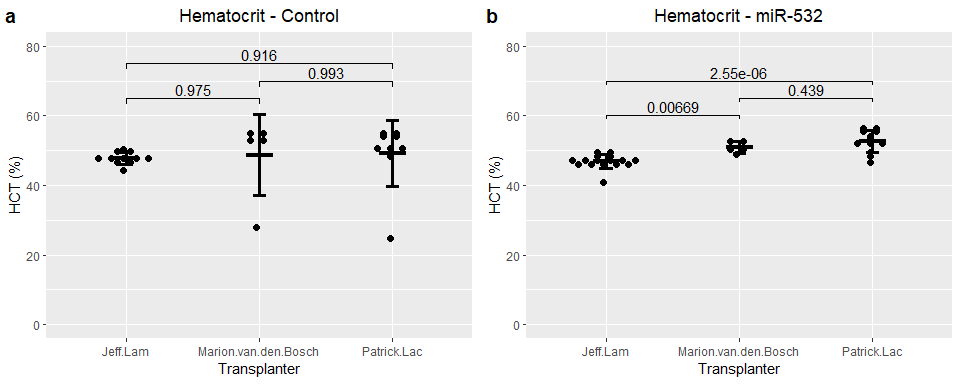 a
Hematocrit - Control
HCT (%)
80
60
40
20
0
0.916
0.993
0.975
Jeff.Lam
Marion.van.den.Bosch
Patrick.Lac
Transplanter
b
Hematocrit - miR-532
HCT (%)
80
60
40
20
0
2.55e-06
0.439
0.00669
Jeff.Lam
Marion.van.den.Bosch
Patrick.Lac
Transplanter